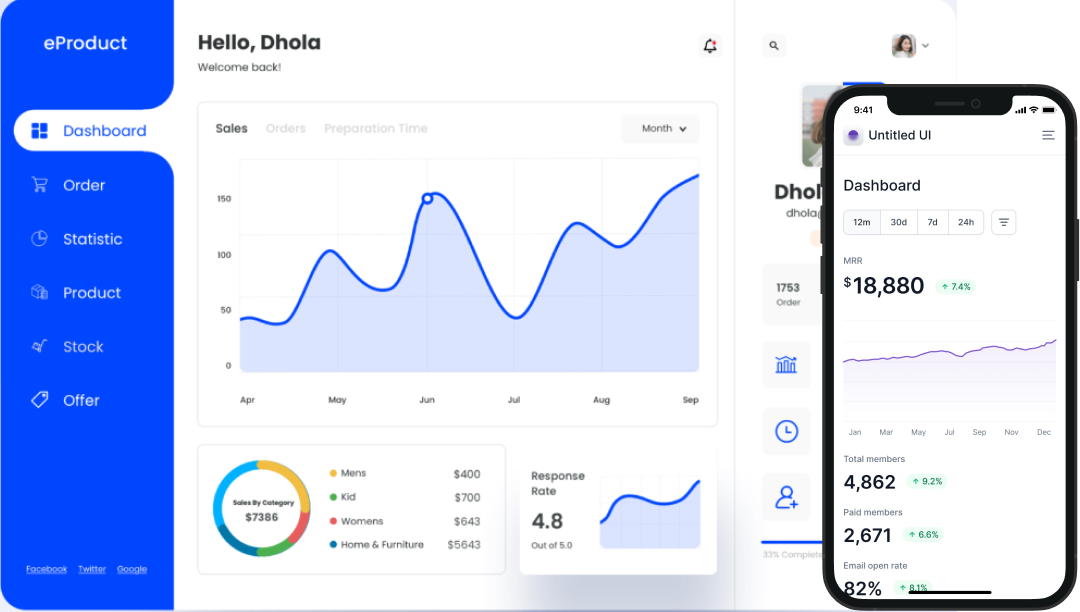 eProduct
Dashboard
Order
Statistic
Product
Stock
Offer
Facebook Twitter Google
Hello, Dhola
Welcome back!
Sales Orders Preparation Time
Month
150
100
50
0
Apr May Jun Jul Aug Sep
Sales By Category
$7386
Mens $400
Kid $700
Womens $643
Home & Furniture $5643
Response
Rate
4.8
Out of 5.0
1753
Order
33% Complete
9:41
Untitled UI
Dashboard
12m 30d 7d 24h
MRR
$18,880 ↑ 7.4%
Jan Mar May Jul Sep Nov Dec
Total members
4,862 ↑ 9.2%
Paid members
2,671 ↑ 6.6%
Email open rate
82% ↑ 8.1%